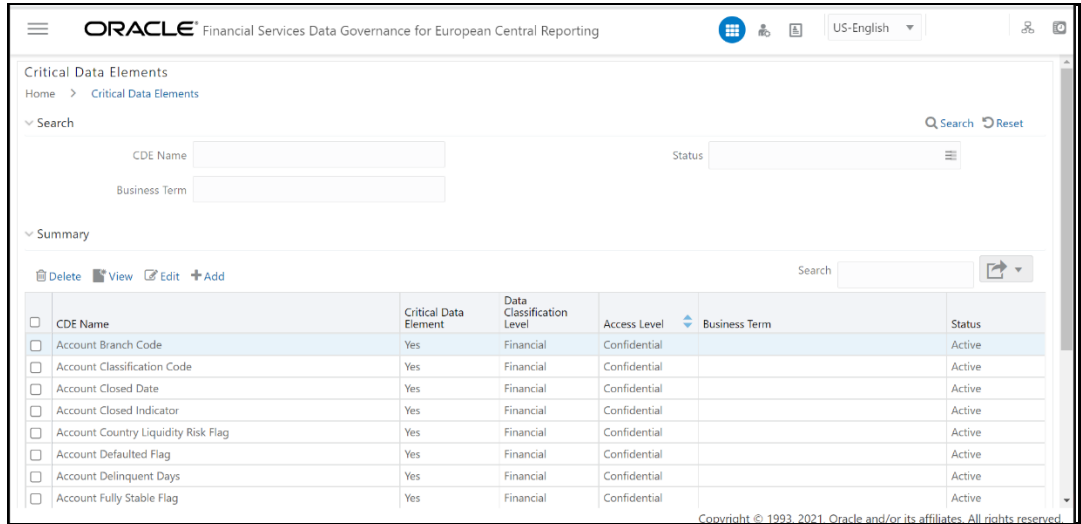 ORACLE® Financial Services Data Governance for European Central Reporting US-English
Critical Data Elements
Home > Critical Data Elements
Search Search Reset
CDE Name Status
Business Term
Summary
Delete View Edit Add Search
CDE Name Critical Data Element Data Classification Level Access Level Business Term Status
Account Branch Code Yes Financial Confidential Active
Account Classification Code Yes Financial Confidential Active
Account Closed Date Yes Financial Confidential Active
Account Closed Indicator Yes Financial Confidential Active
Account Country Liquidity Risk Flag Yes Financial Confidential Active
Account Defaulted Flag Yes Financial Confidential Active
Account Delinquent Days Yes Financial Confidential Active
Account Fully Stable Flag Yes Financial Confidential Active
Copyright © 1993, 2021, Oracle and/or its affiliates. All rights reserved.